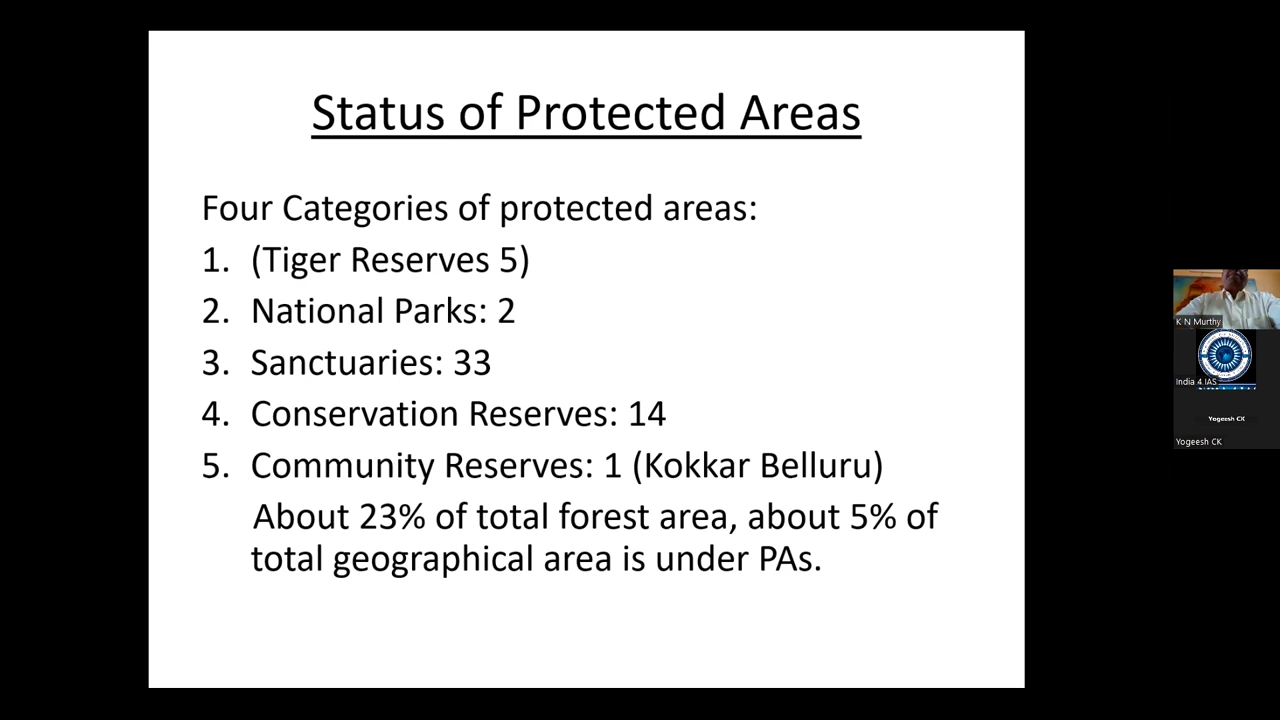 Status of Protected Areas
Four Categories of protected areas:
1. (Tiger Reserves 5)
2. National Parks: 2
3. Sanctuaries: 33
4. Conservation Reserves: 14
5. Community Reserves: 1 (Kokkar Belluru)
About 23% of total forest area, about 5% of
total geographical area is under PAs.
K N Murthy
India 4 IAS
Yogeesh CK
Yogeesh CK